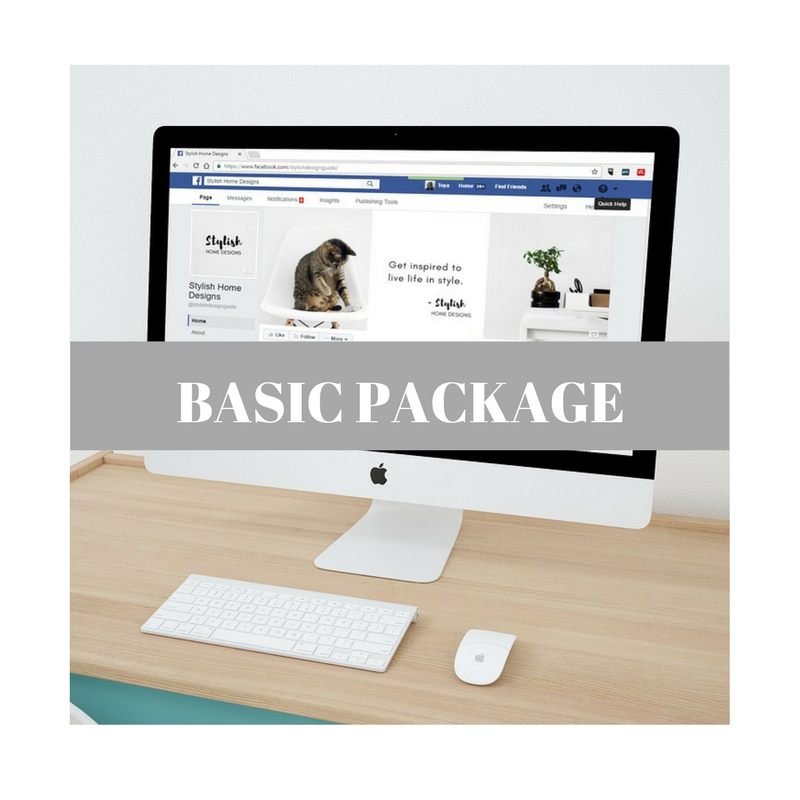 Stylish Home Designs
https://www.facebook.com/stylishdesignguide/
Stylish Home Designs
Toya Home 20+ Find Friends
Page Messages Notifications 4 Insights Publishing Tools Settings
Quick Help
Stylish
HOME DESIGNS
Get inspired to
live life in style.
- Stylish
HOME DESIGNS
Stylish Home
Designs
@stylishdesignguide
Home
About
Like Follow More
BASIC PACKAGE